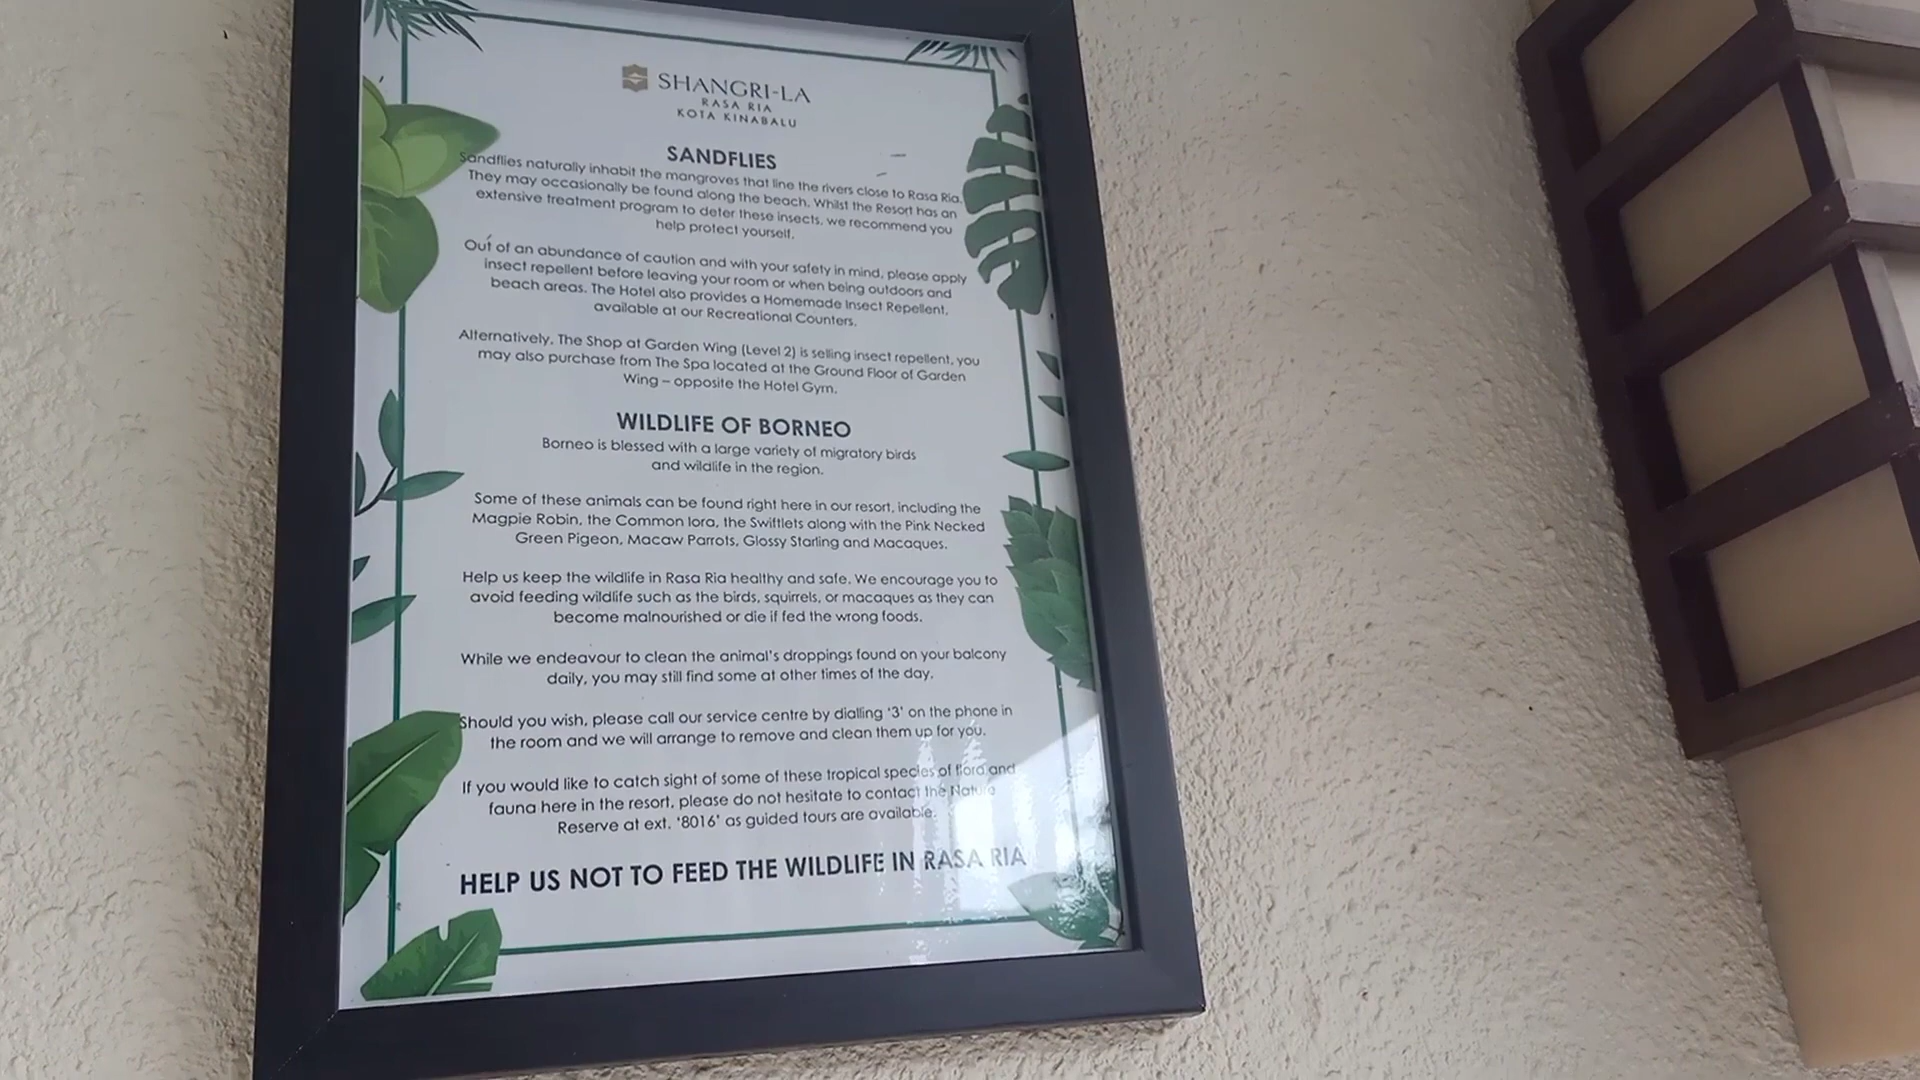 SHANGRI-LA
RASA RIA
KOTA KINABALU
SANDFLIES
Sandflies naturally inhabit the mangroves that line the rivers close to Rasa Ria.
They may occasionally be found along the beach. Whilst the Resort has an
extensive treatment program to deter these insects, we recommend you
help protect yourself.
Out of an abundance of caution and with your safety in mind, please apply
insect repellent before leaving your room or when being outdoors and
beach areas. The Hotel also provides a Homemade Insect Repellent,
available at our Recreational Counters.
Alternatively, The Shop at Garden Wing (Level 2) is selling insect repellent, you
may also purchase from The Spa located at the Ground Floor of Garden
Wing – opposite the Hotel Gym.
WILDLIFE OF BORNEO
Borneo is blessed with a large variety of migratory birds
and wildlife in the region.
Some of these animals can be found right here in our resort, including the
Magpie Robin, the Common Iora, the Swiftlets along with the Pink Necked
Green Pigeon, Macaw Parrots, Glossy Starling and Macaques.
Help us keep the wildlife in Rasa Ria healthy and safe. We encourage you to
avoid feeding wildlife such as the birds, squirrels, or macaques as they can
become malnourished or die if fed the wrong foods.
While we endeavour to clean the animal's droppings found on your balcony
daily, you may still find some at other times of the day.
Should you wish, please call our service centre by dialling '3' on the phone in
the room and we will arrange to remove and clean them up for you.
If you would like to catch sight of some of these tropical species of flora and
fauna here in the resort, please do not hesitate to contact the Nature
Reserve at ext. '8016' as guided tours are available.
HELP US NOT TO FEED THE WILDLIFE IN RASA RIA